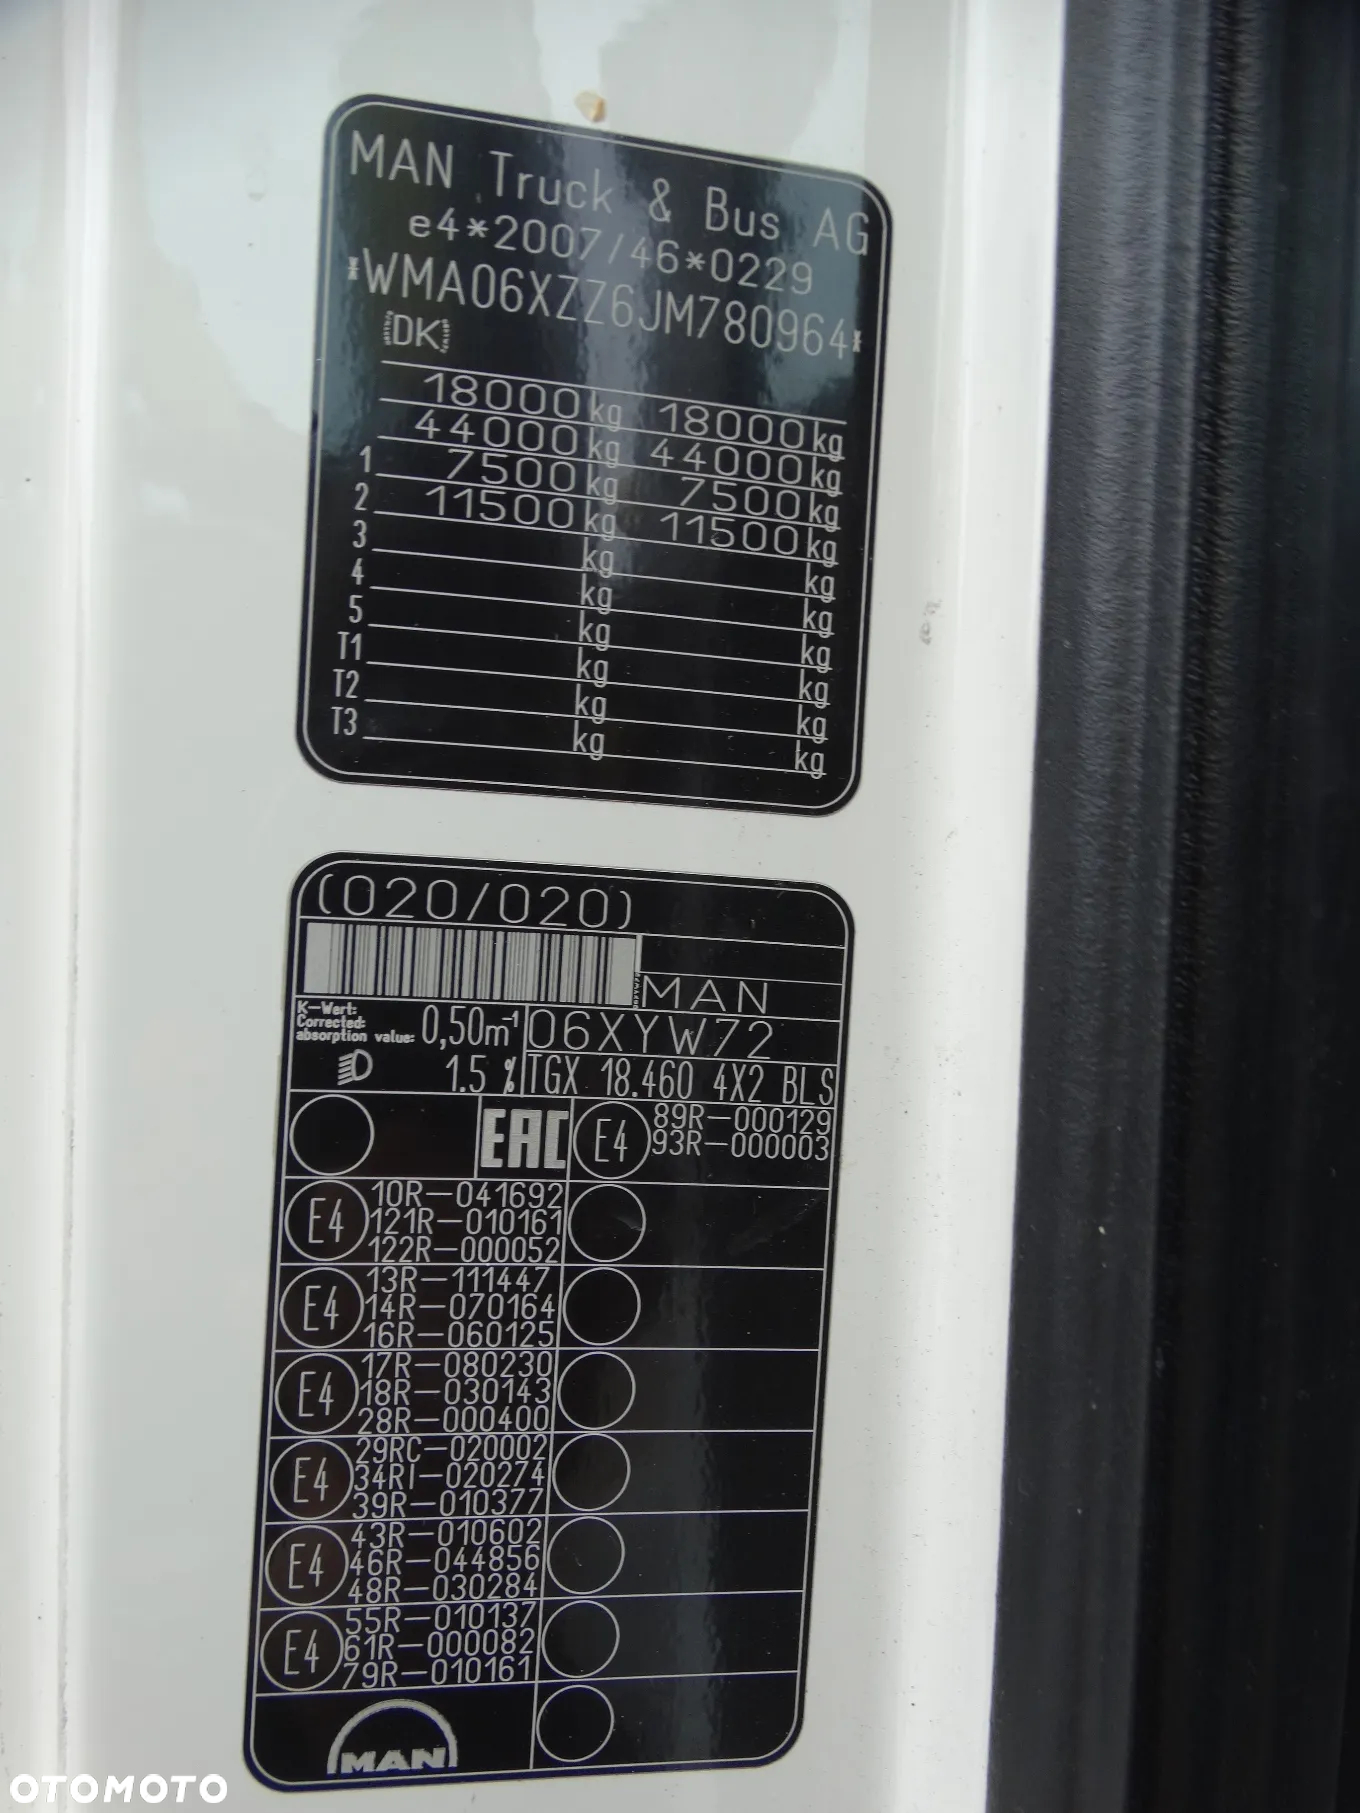 MAN Truck & Bus AG
e4*2007/46*0229
*WMA06XZZ6JM780964*
DK
18000 kg 18000 kg
44000 kg 44000 kg
1 7500 kg 7500 kg
2 11500 kg 11500 kg
3 kg kg
4 kg kg
5 kg kg
T1 kg kg
T2 kg kg
T3 kg kg
(020/020)
MAN
K-Wert:
Corrected:
absorption value: 0,50m⁻¹
06XYW72
1.5 %
TGX 18.460 4X2 BLS
EAC
E4
89R-000129
93R-000003
E4
10R-041692
121R-010161
122R-000052
E4
13R-111447
14R-070164
16R-060125
E4
17R-080230
18R-030143
28R-000400
E4
29RC-020002
34RI-020274
39R-010377
E4
43R-010602
46R-044856
48R-030284
E4
55R-010137
61R-000082
79R-010161
MAN
OTOMOTO